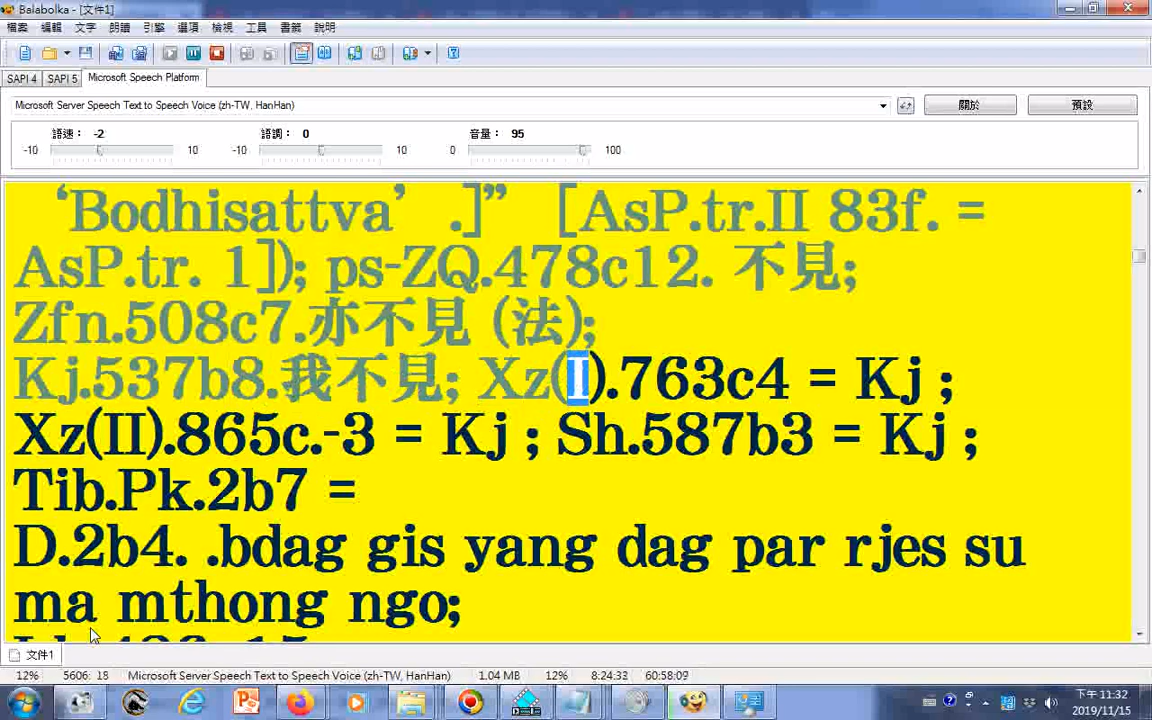 Balabolka - [文件1]
檔案 編輯 文字 朗讀 引擎 選項 檢視 工具 書籤 說明
SAPI 4 SAPI 5 Microsoft Speech Platform
Microsoft Server Speech Text to Speech Voice (zh-TW, HanHan) 關於 預設
語速： -2 語調： 0 音量： 95
-10 10 -10 10 0 100
‘Bodhisattva’ .]” [AsP.tr.II 83f. =
AsP.tr. 1]); ps-ZQ.478c12. 不見;
Zfn.508c7.亦不見 (法);
Kj.537b8.我不見; Xz(II).763c4 = Kj ;
Xz(II).865c.-3 = Kj ; Sh.587b3 = Kj ;
Tib.Pk.2b7 =
D.2b4. .bdag gis yang dag par rjes su
ma mthong ngo;
文件1
12% 5606: 18 Microsoft Server Speech Text to Speech Voice (zh-TW, HanHan) 1.04 MB 12% 8:24:33 60:58:09
下午 11:32
2019/11/15